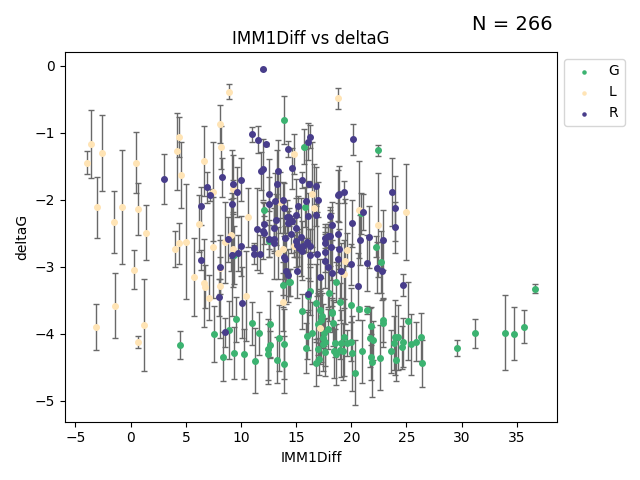 N = 266
IMM1Diff vs deltaG
G
L
R
deltaG
0
−1
−2
−3
−4
−5
−5 0 5 10 15 20 25 30 35
IMM1Diff